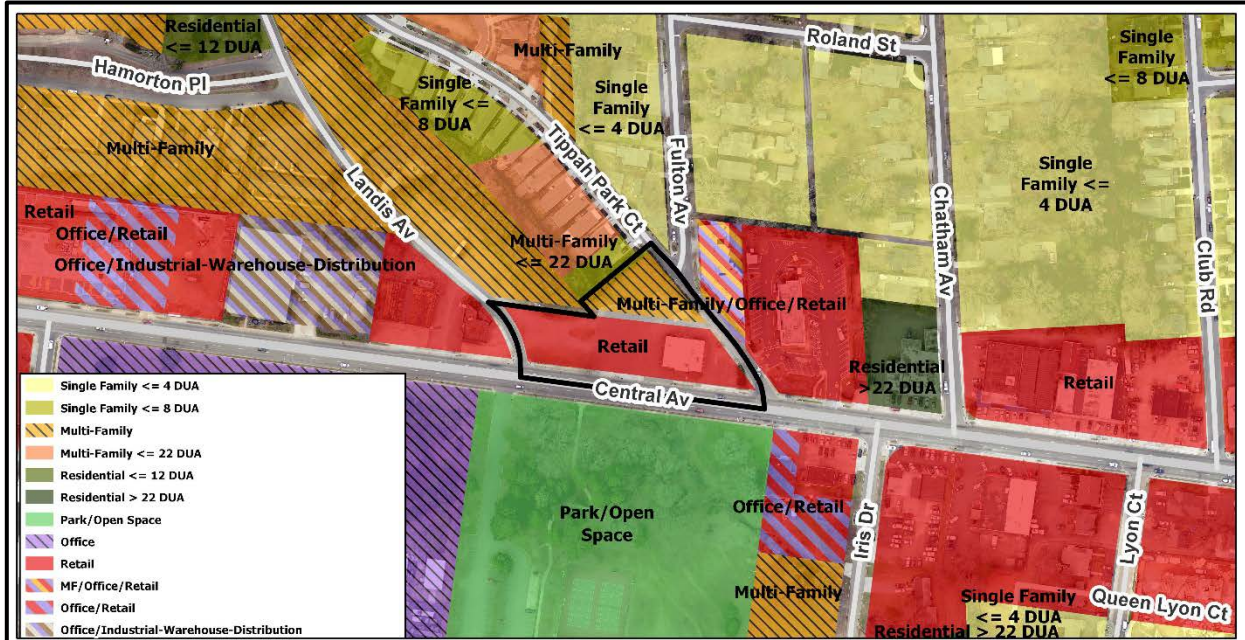 Residential
<= 12 DUA
Hamorton Pl
Multi-Family
Roland St
Single
Family
<= 8 DUA
Single
Family <=
8 DUA
Single
Family
<= 4 DUA
Tippah Park Ct
Fulton Av
Multi-Family
Landis Av
Chatham Av
Single
Family <=
4 DUA
Club Rd
Retail
Office/Retail
Office/Industrial-Warehouse-Distribution
Multi-Family
<= 22 DUA
Multi-Family/Office/Retail
Retail
Residential
>22 DUA
Retail
Central Av
Single Family <= 4 DUA
Single Family <= 8 DUA
Multi-Family
Multi-Family <= 22 DUA
Residential <= 12 DUA
Residential > 22 DUA
Park/Open Space
Office
Retail
MF/Office/Retail
Office/Retail
Office/Industrial-Warehouse-Distribution
Park/Open
Space
Office/Retail
Iris Dr
Lyon Ct
Multi-Family
Single Family
<= 4 DUA
Residential > 22 DUA
Queen Lyon Ct